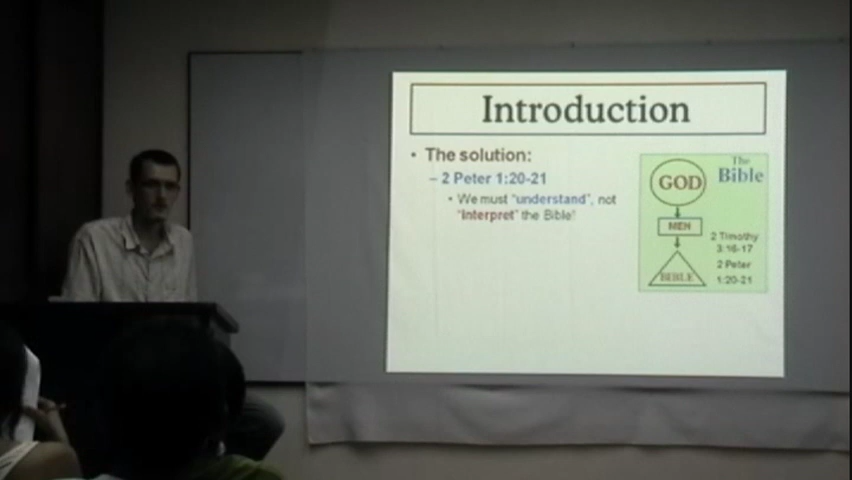 Introduction
• The solution:
– 2 Peter 1:20-21
• We must "understand", not
"interpret" the Bible!
The
Bible
GOD
MEN
BIBLE
2 Timothy
3:16-17
2 Peter
1:20-21